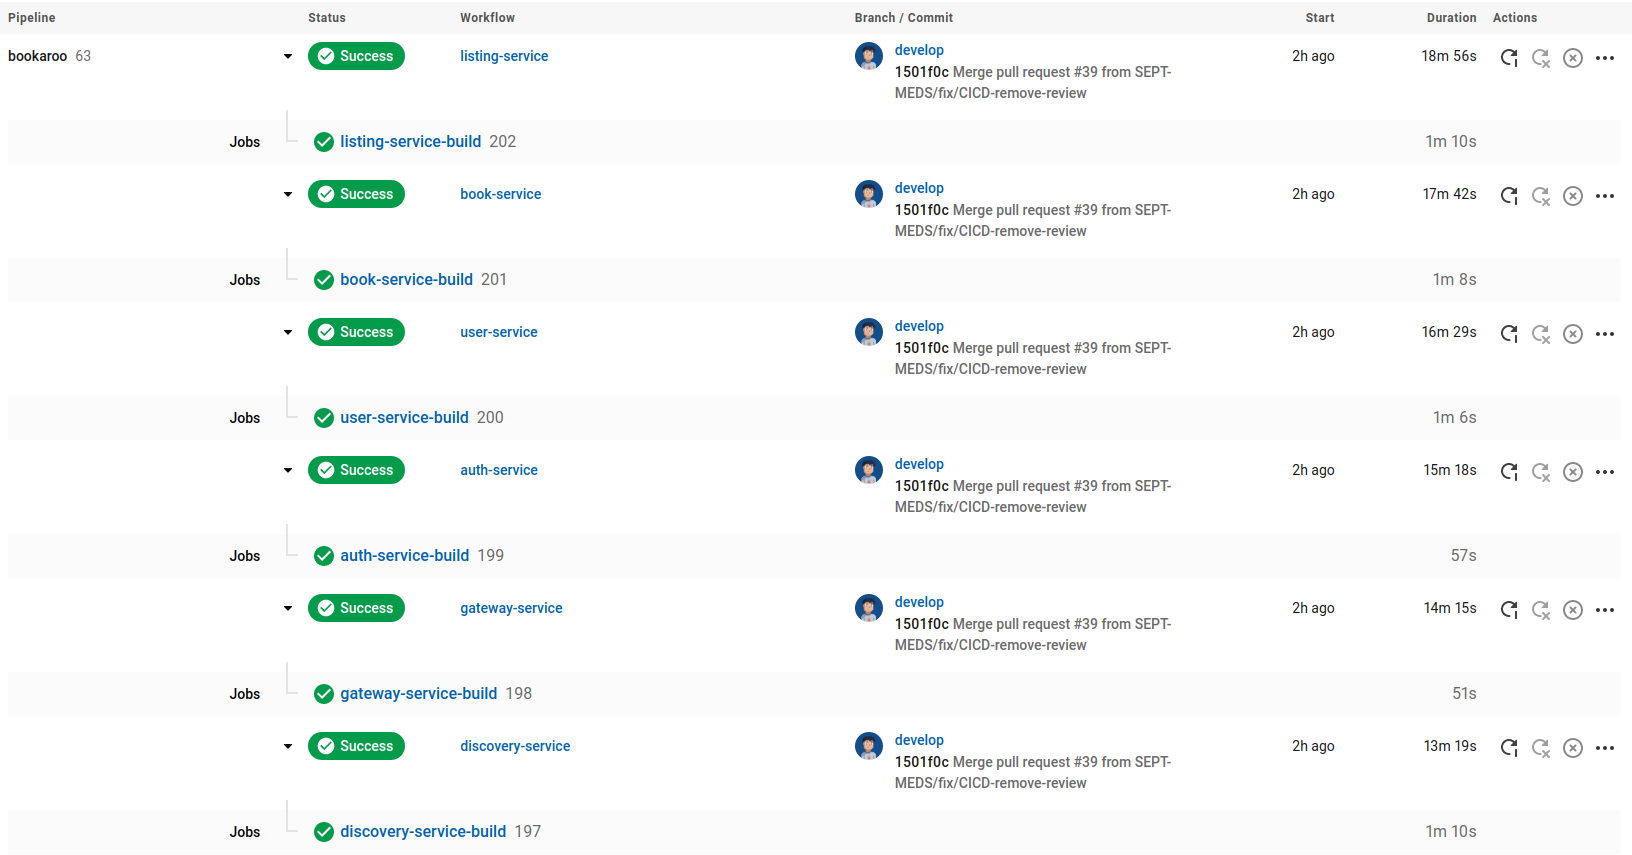 Pipeline Status Workflow Branch / Commit Start Duration Actions
bookaroo 63 Success listing-service develop 2h ago 18m 56s
1501f0c Merge pull request #39 from SEPT-
MEDS/fix/CICD-remove-review
Jobs listing-service-build 202 1m 10s
Success book-service develop 2h ago 17m 42s
1501f0c Merge pull request #39 from SEPT-
MEDS/fix/CICD-remove-review
Jobs book-service-build 201 1m 8s
Success user-service develop 2h ago 16m 29s
1501f0c Merge pull request #39 from SEPT-
MEDS/fix/CICD-remove-review
Jobs user-service-build 200 1m 6s
Success auth-service develop 2h ago 15m 18s
1501f0c Merge pull request #39 from SEPT-
MEDS/fix/CICD-remove-review
Jobs auth-service-build 199 57s
Success gateway-service develop 2h ago 14m 15s
1501f0c Merge pull request #39 from SEPT-
MEDS/fix/CICD-remove-review
Jobs gateway-service-build 198 51s
Success discovery-service develop 2h ago 13m 19s
1501f0c Merge pull request #39 from SEPT-
MEDS/fix/CICD-remove-review
Jobs discovery-service-build 197 1m 10s